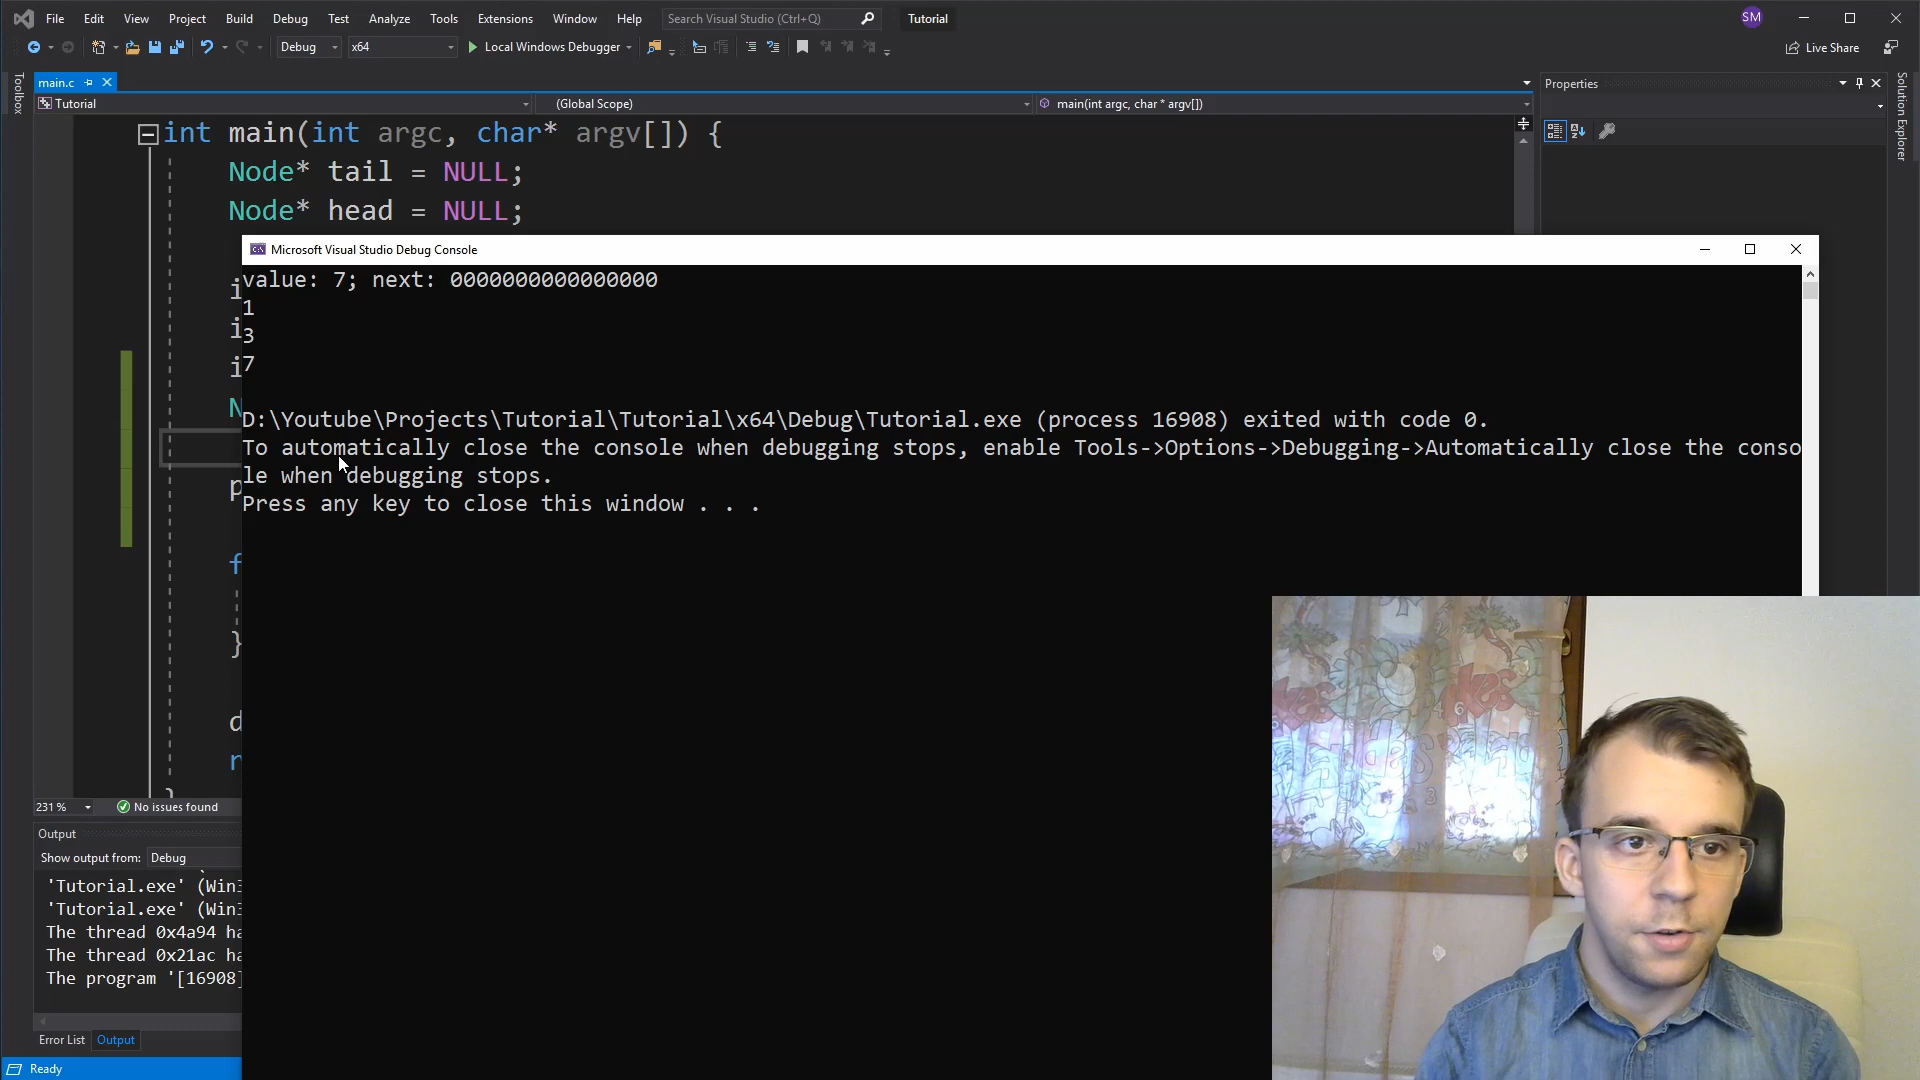 File Edit View Project Build Debug Test Analyze Tools Extensions Window Help Search Visual Studio (Ctrl+Q) Tutorial SM
Debug x64 Local Windows Debugger Live Share
Toolbox
main.c
Properties
Solution Explorer
Tutorial (Global Scope) main(int argc, char * argv[])
int main(int argc, char* argv[]) {
Node* tail = NULL;
Node* head = NULL;
Microsoft Visual Studio Debug Console
value: 7; next: 0000000000000000
i
1
i
3
i
7
N
D:\Youtube\Projects\Tutorial\Tutorial\x64\Debug\Tutorial.exe (process 16908) exited with code 0.
To automatically close the console when debugging stops, enable Tools->Options->Debugging->Automatically close the conso
le when debugging stops.
p
Press any key to close this window . . .
f
}
d
r
}
231 % No issues found
Output
Show output from: Debug
'Tutorial.exe' (Win3
'Tutorial.exe' (Win3
The thread 0x4a94 ha
The thread 0x21ac ha
The program '[16908]
Error List Output
Ready